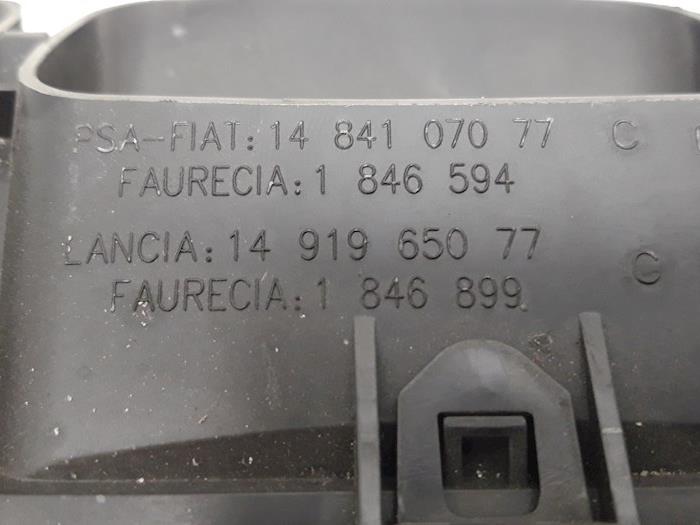 PSA-FIAT: 14 841 070 77 C
FAURECIA: 1 846 594
LANCIA: 14 919 650 77 C
FAURECIA: 1 846 899